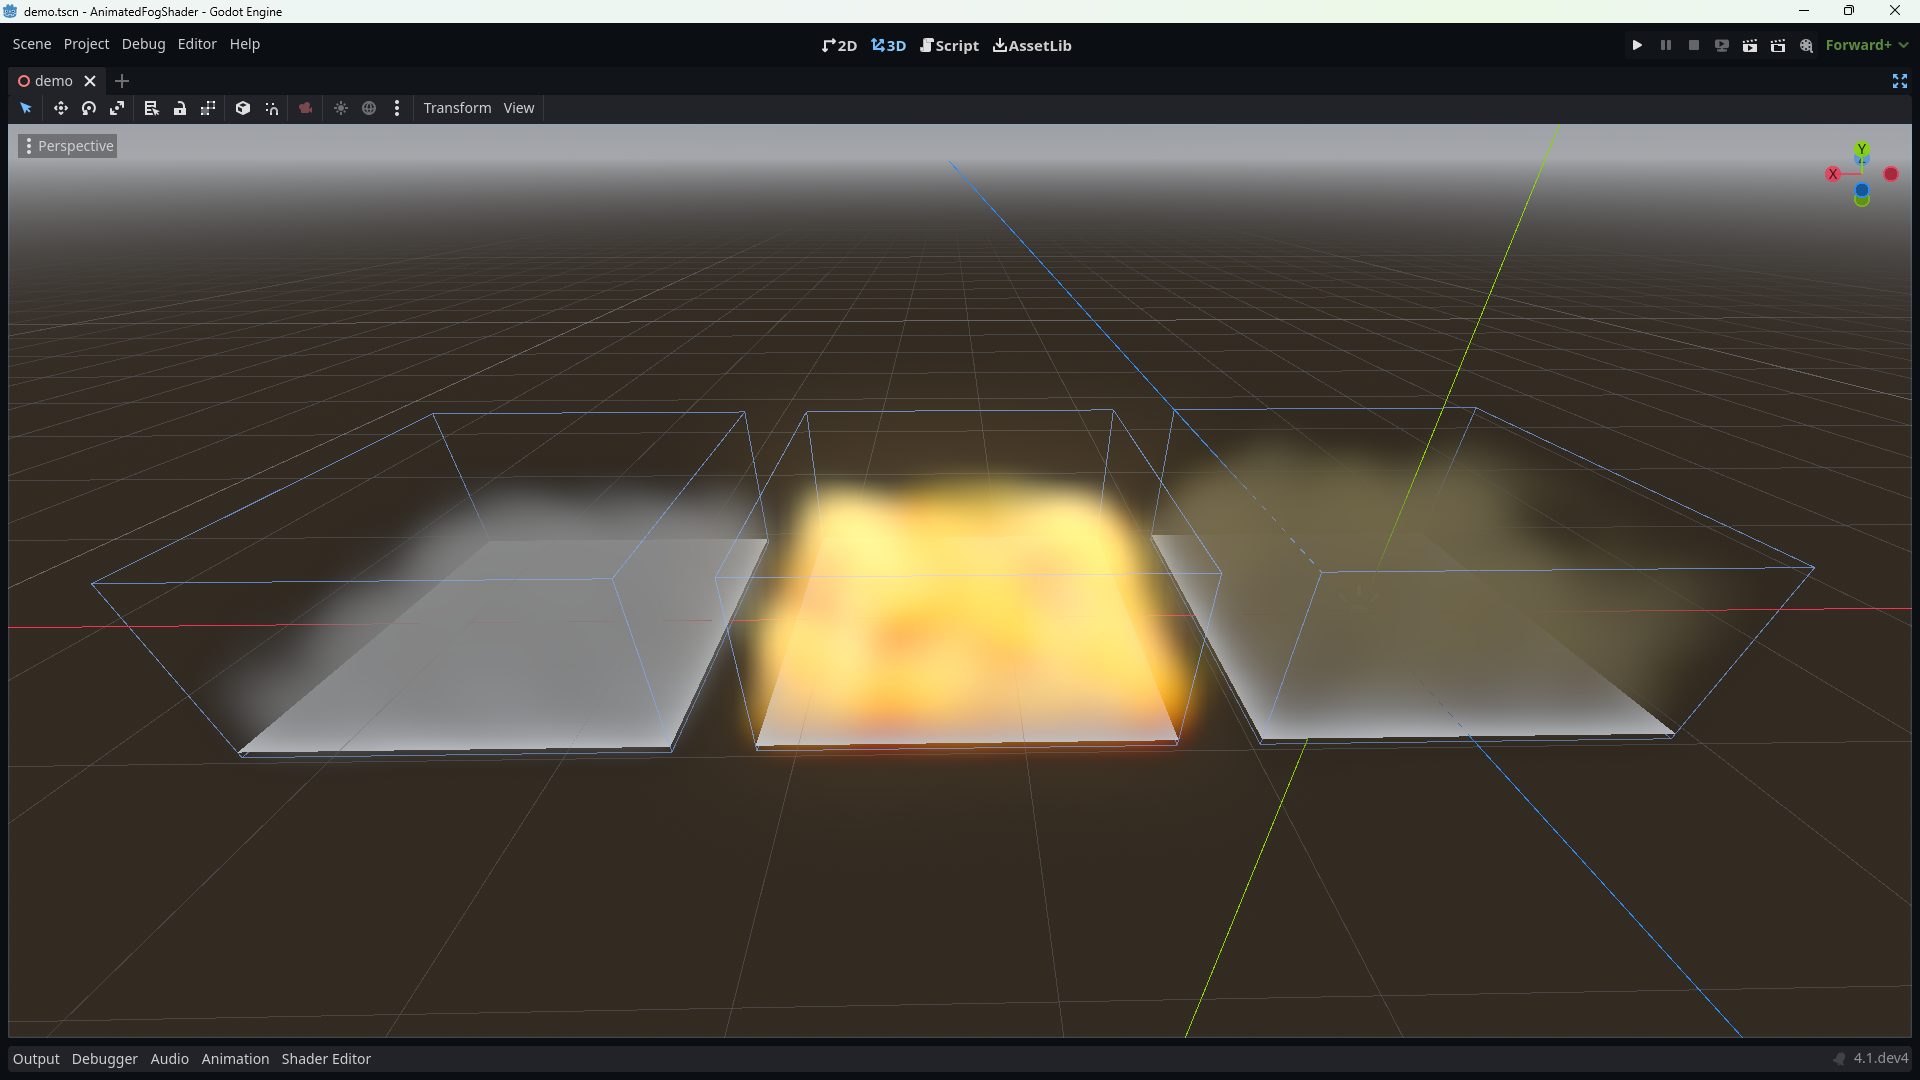 demo.tscn - AnimatedFogShader - Godot Engine
Scene Project Debug Editor Help
2D 3D Script AssetLib
Forward+
demo
Transform View
Perspective
Y
X
Output Debugger Audio Animation Shader Editor
4.1.dev4